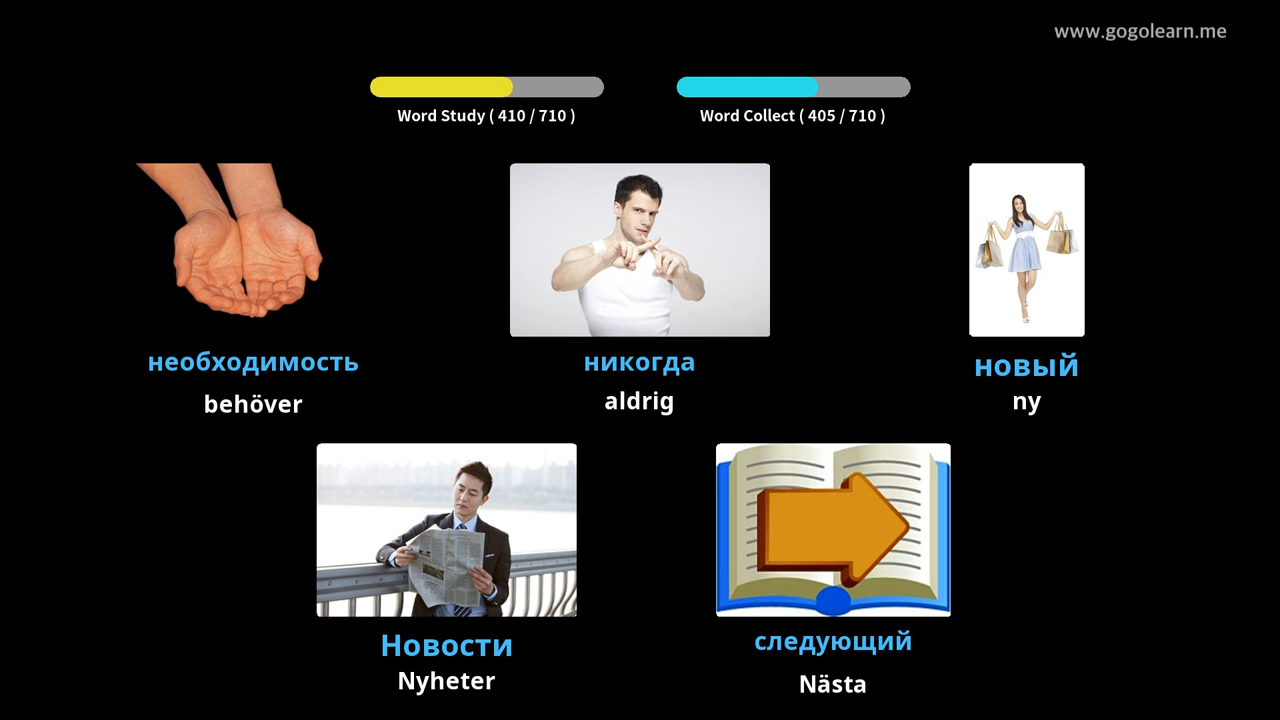 www.gogolearn.me
Word Study ( 410 / 710 )
Word Collect ( 405 / 710 )
необходимость
никогда
новый
behöver
aldrig
ny
Новости
следующий
Nyheter
Nästa